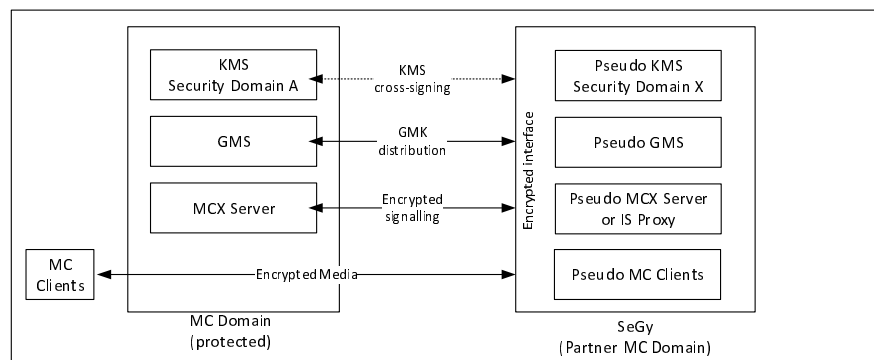 KMS
Security Domain A
GMS
MCX Server
MC
Clients
MC Domain
(protected)
KMS
cross-signing
GMK
distribution
Encrypted
signalling
Encrypted Media
Encrypted interface
Pseudo KMS
Security Domain X
Pseudo GMS
Pseudo MCX Server
or IS Proxy
Pseudo MC Clients
SeGy
(Partner MC Domain)